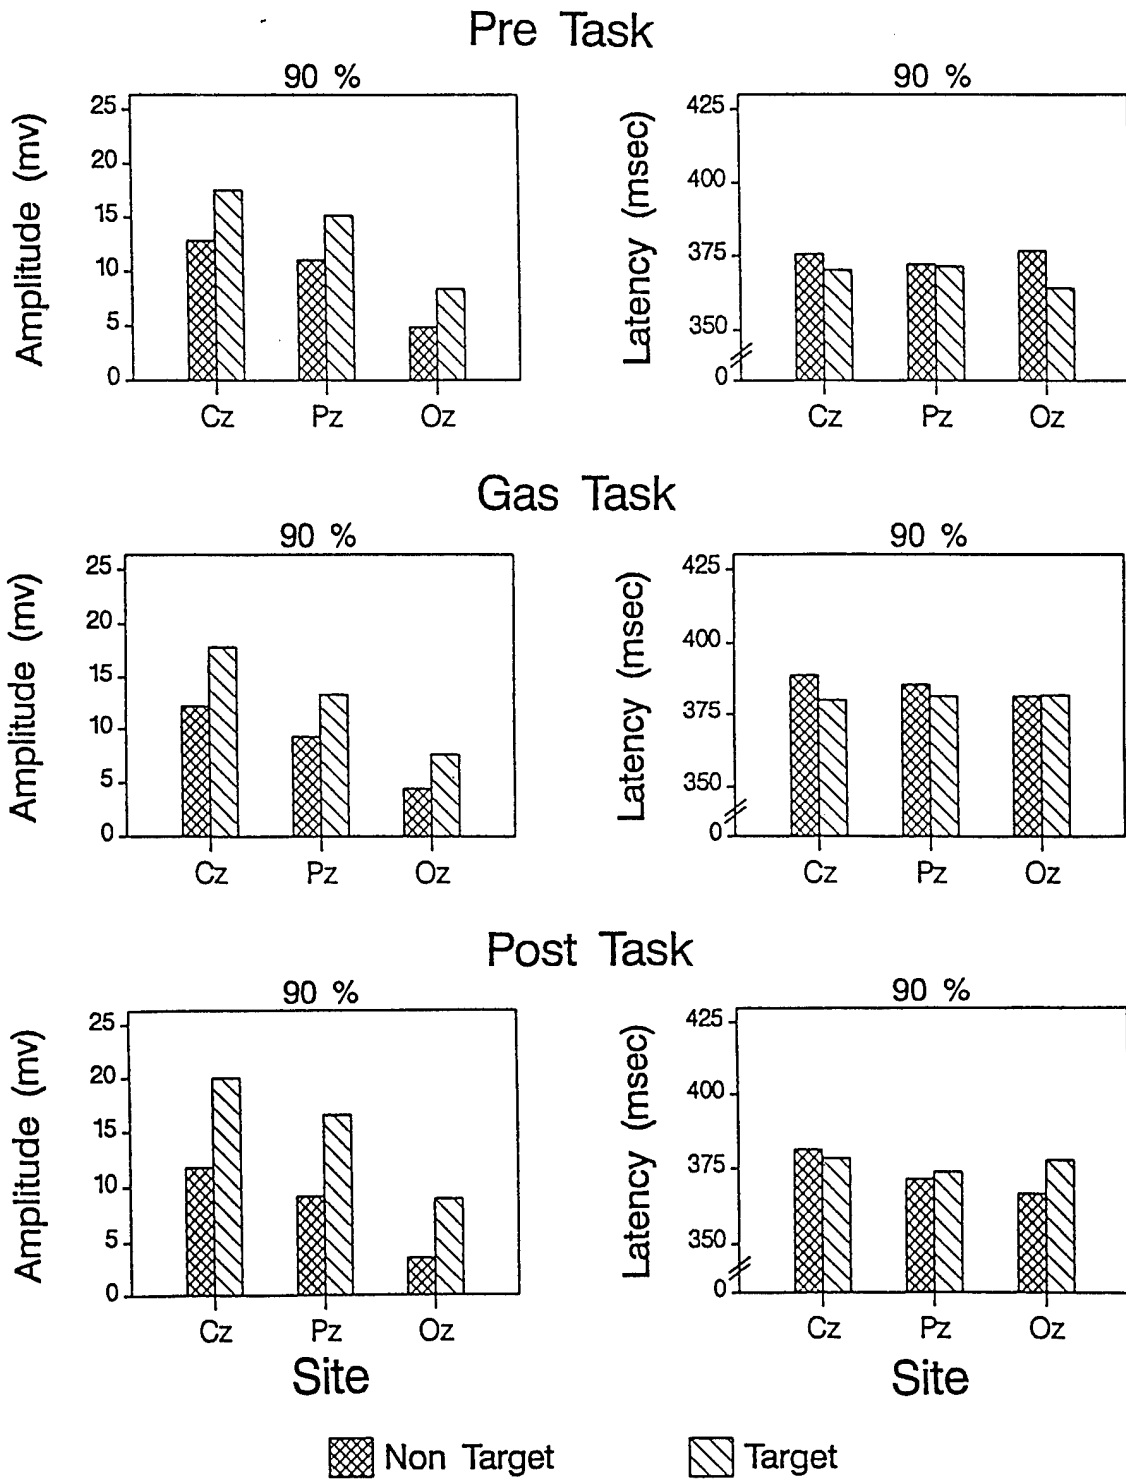 Pre Task
90 %
90 %
Amplitude (mv)
25
20
15
10
5
0
Cz Pz Oz
Latency (msec)
425
400
375
350
0
Cz Pz Oz
Gas Task
90 %
90 %
Amplitude (mv)
25
20
15
10
5
0
Cz Pz Oz
Latency (msec)
425
400
375
350
0
Cz Pz Oz
Post Task
90 %
90 %
Amplitude (mv)
25
20
15
10
5
0
Cz Pz Oz
Site
Latency (msec)
425
400
375
350
0
Cz Pz Oz
Site
Non Target
Target